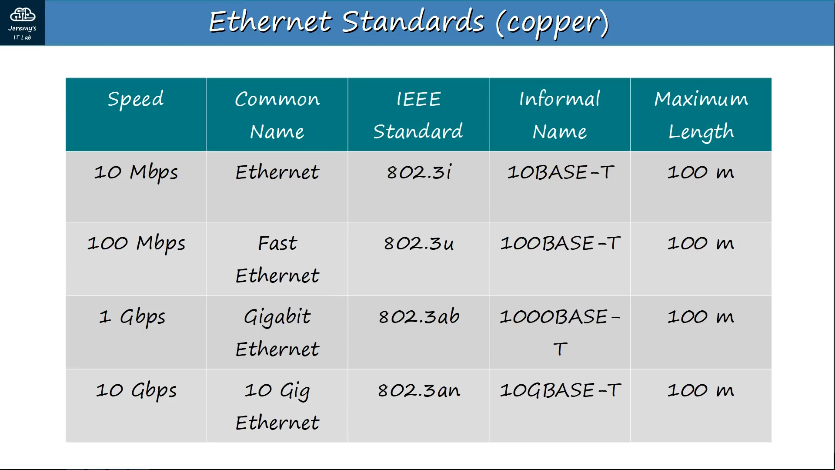 Jeremy's
IT Lab
Ethernet Standards (copper)
Speed
Common
Name
IEEE
Standard
Informal
Name
Maximum
Length
10 Mbps
Ethernet
802.3i
10BASE-T
100 m
100 Mbps
Fast
Ethernet
802.3u
100BASE-T
100 m
1 Gbps
Gigabit
Ethernet
802.3ab
1000BASE-
T
100 m
10 Gbps
10 Gig
Ethernet
802.3an
10GBASE-T
100 m